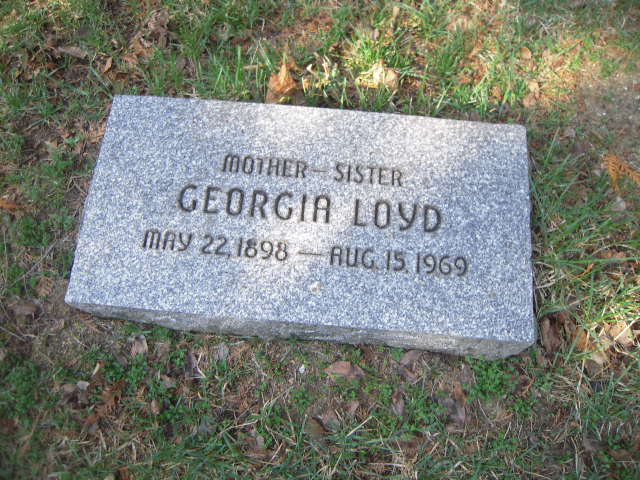 MOTHER — SISTER
GEORGIA LOYD
MAY 22, 1898 — AUG. 15, 1969